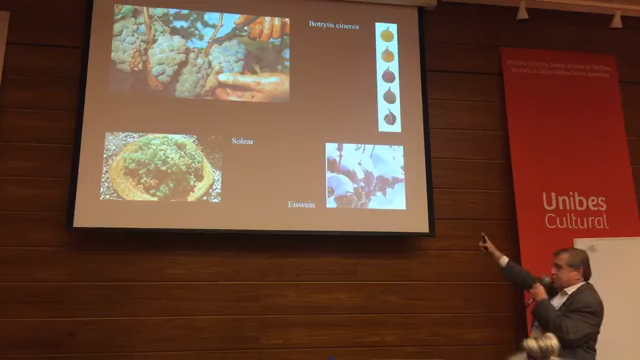 Botrytis cinerea
Solear
Eiswein
Unibes
Cultural